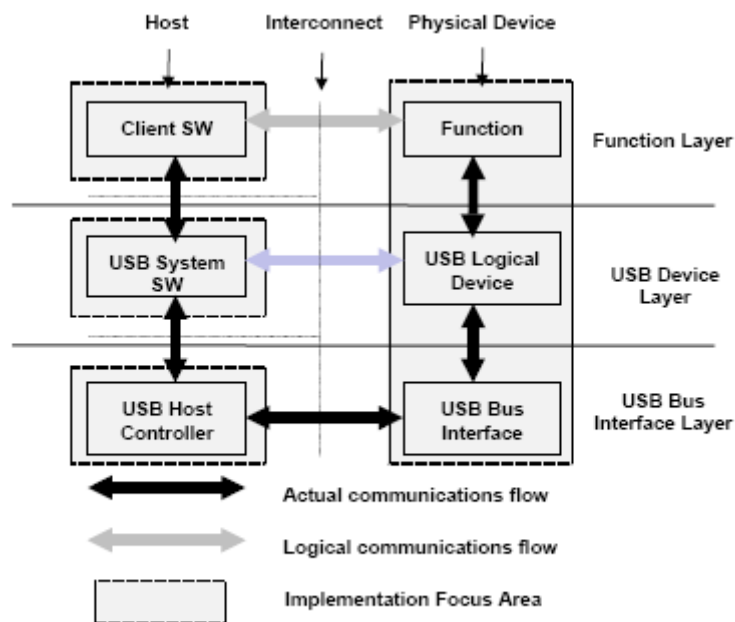 Host
Interconnect
Physical Device
Client SW
Function
Function Layer
USB System
SW
USB Logical
Device
USB Device
Layer
USB Host
Controller
USB Bus
Interface
USB Bus
Interface Layer
Actual communications flow
Logical communications flow
Implementation Focus Area